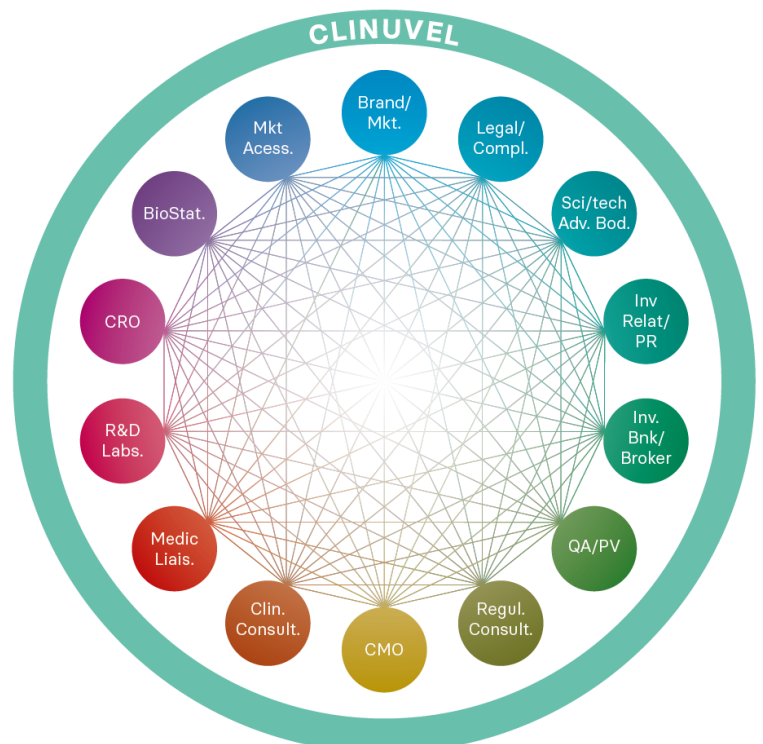 CLINUVEL
Brand/
Mkt.
Legal/
Compl.
Sci/tech
Adv. Bod.
Inv
Relat/
PR
Inv.
Bnk/
Broker
QA/PV
Regul.
Consult.
CMO
Clin.
Consult.
Medic
Liais.
R&D
Labs.
CRO
BioStat.
Mkt
Acess.